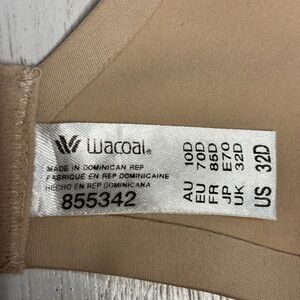 Wacoal®
MADE IN DOMINICAN REP
FABRIQUE EN REP DOMINICAINE
HECHO EN REP DOMINICANA
855342
AU 10D
EU 70D
FR 85D
JP E70
UK 32D
US 32D